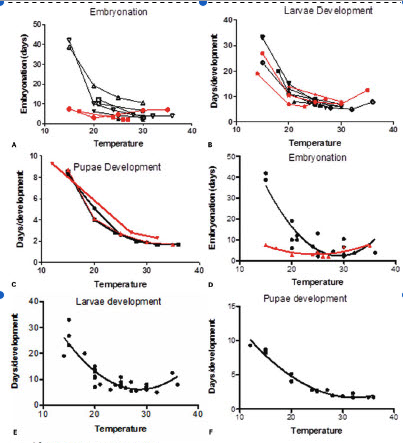 Embryonation
Embryonation (days)
50
40
30
20
10
0
10
20
30
40
A
Temperature
Larvae Development
Days/development
40
30
20
10
0
10
20
30
40
B
Temperature
Pupae Development
Days/development
10
8
6
4
2
0
10
20
30
40
C
Temperature
Embryonation
Embryonation (days)
50
40
30
20
10
0
10
20
30
40
D
Temperature
Larvae development
Days/development
40
30
20
10
0
10
20
30
40
E
Temperature
Pupae development
Days/development
15
10
5
0
10
20
30
40
F
Temperature